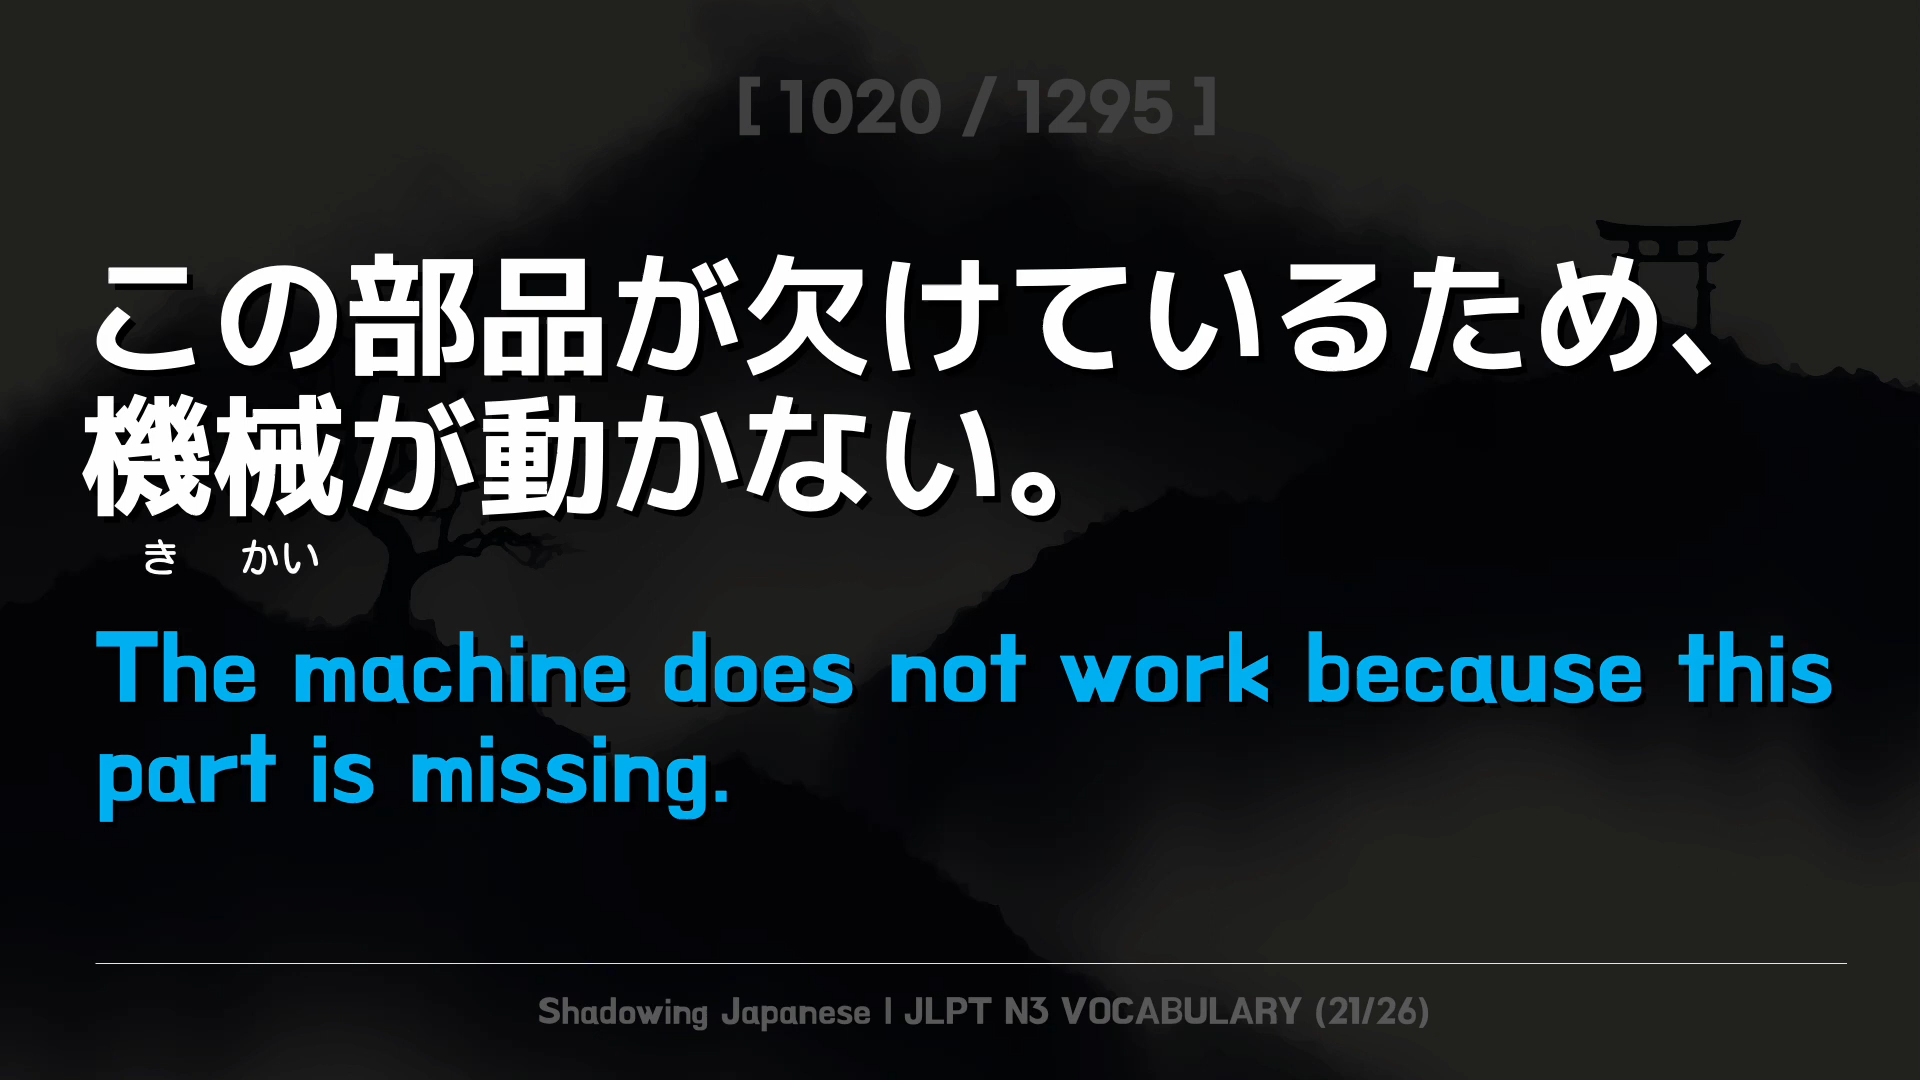 [ 1020 / 1295 ]
この部品が欠けているため、
機械が動かない。
き かい
The machine does not work because this
part is missing.
Shadowing Japanese | JLPT N3 VOCABULARY (21/26)